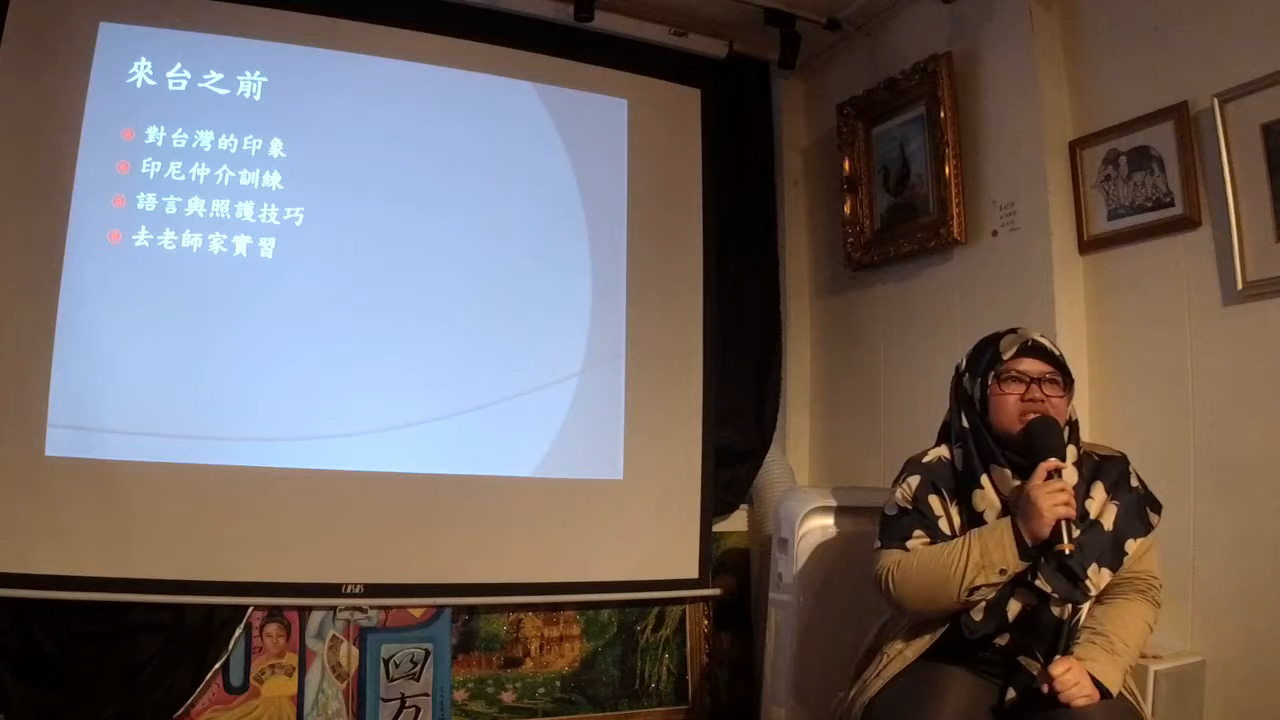 來台之前
對台灣的印象
印尼仲介訓練
語言與照護技巧
去老師家實習
四方